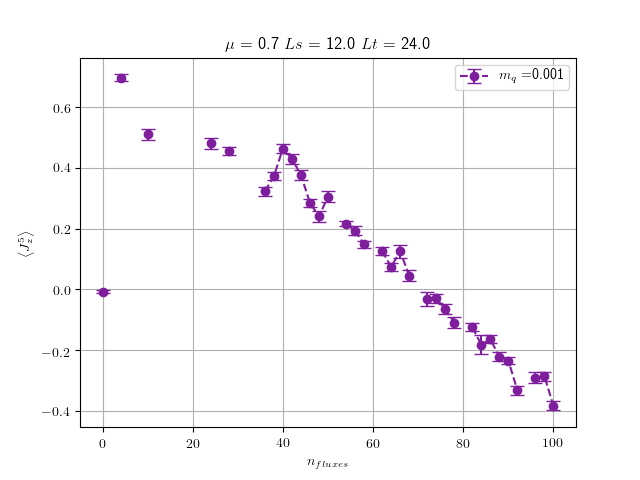 μ = 0.7 Ls = 12.0 Lt = 24.0
m_q =0.001
⟨J_z^5⟩
0.6
0.4
0.2
0.0
−0.2
−0.4
0 20 40 60 80 100
n_fluxes